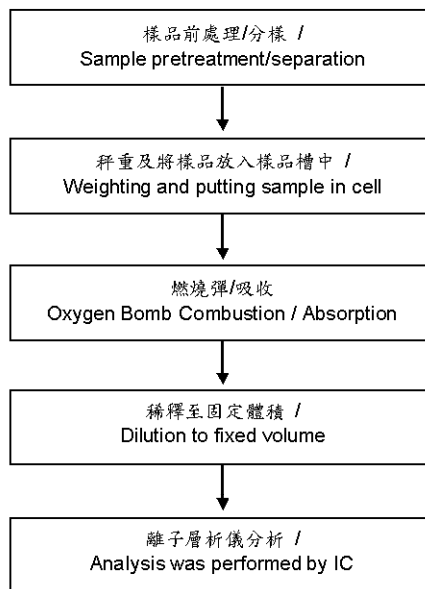 樣品前處理/分樣 /
Sample pretreatment/separation
秤重及將樣品放入樣品槽中 /
Weighting and putting sample in cell
燃燒彈/吸收
Oxygen Bomb Combustion / Absorption
稀釋至固定體積 /
Dilution to fixed volume
離子層析儀分析 /
Analysis was performed by IC